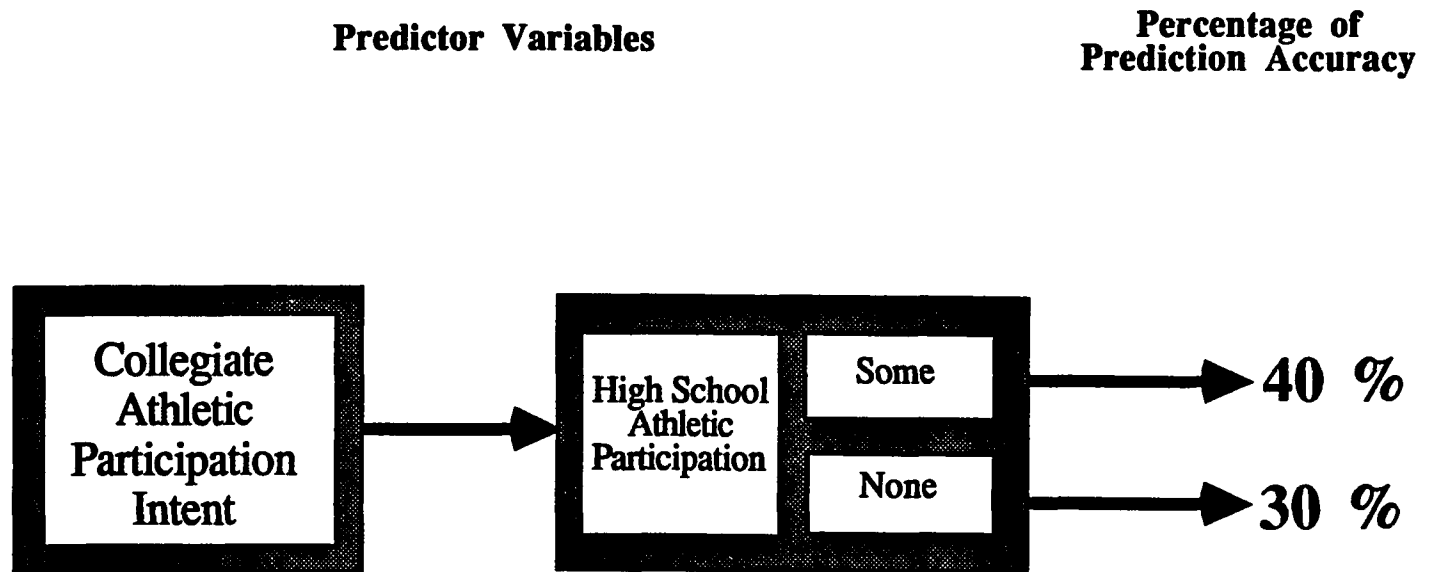 Predictor Variables
Percentage of
Prediction Accuracy
Collegiate
Athletic
Participation
Intent
High School
Athletic
Participation
Some
None
40 %
30 %